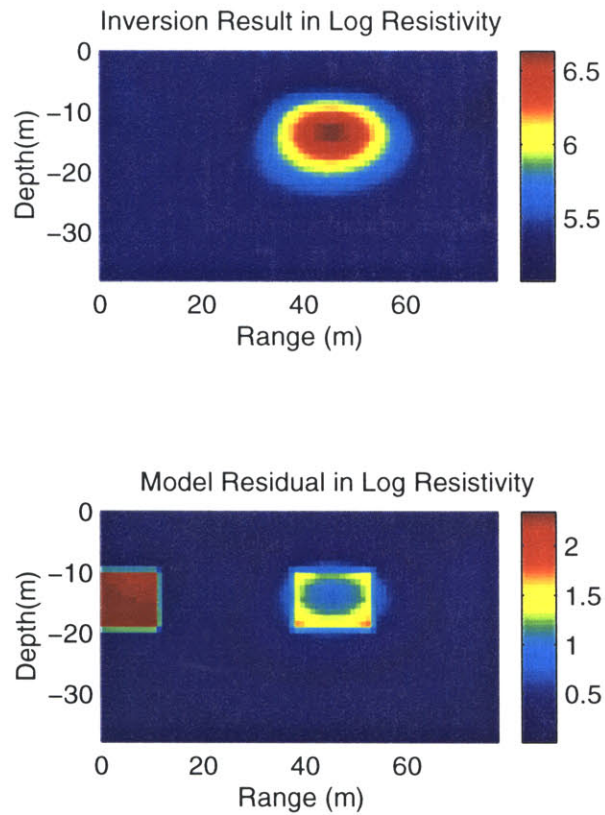 Inversion Result in Log Resistivity
0
−10
−20
−30
Depth(m)
0 20 40 60
Range (m)
6.5
6
5.5
Model Residual in Log Resistivity
0
−10
−20
−30
Depth(m)
0 20 40 60
Range (m)
2
1.5
1
0.5